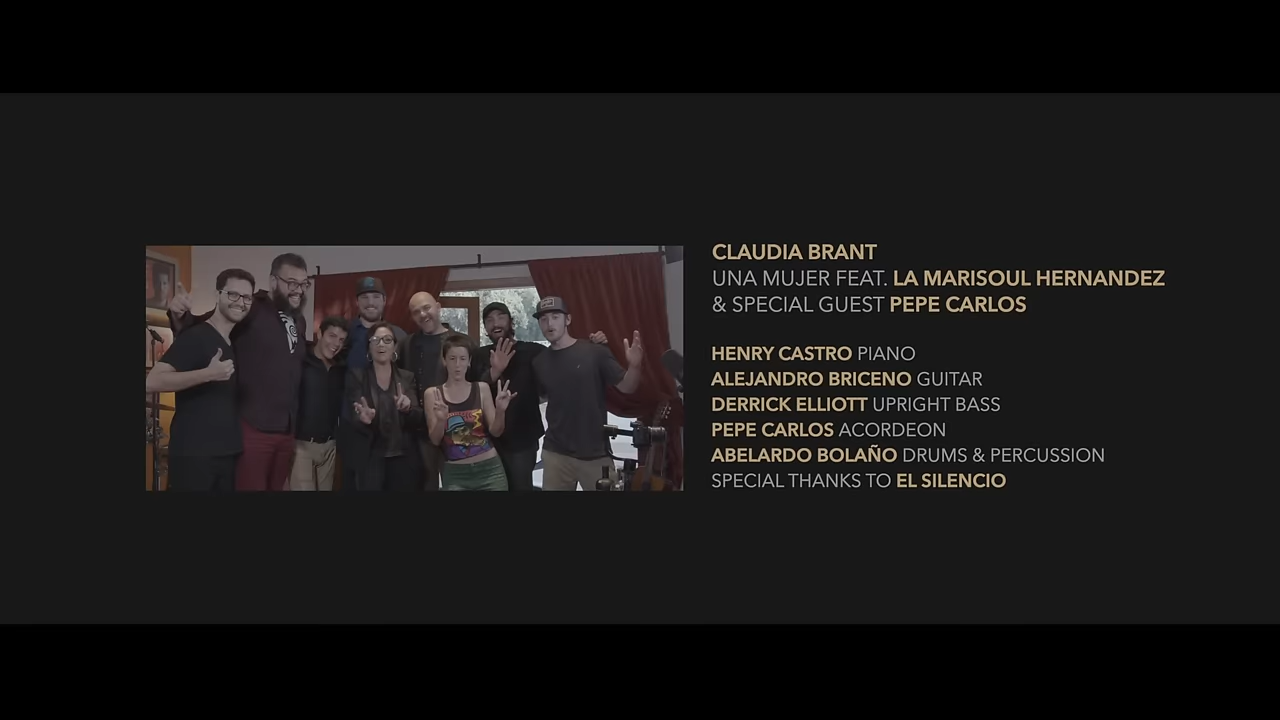 CLAUDIA BRANT
UNA MUJER FEAT. LA MARISOUL HERNANDEZ
& SPECIAL GUEST PEPE CARLOS
HENRY CASTRO PIANO
ALEJANDRO BRICENO GUITAR
DERRICK ELLIOTT UPRIGHT BASS
PEPE CARLOS ACORDEON
ABELARDO BOLAÑO DRUMS & PERCUSSION
SPECIAL THANKS TO EL SILENCIO